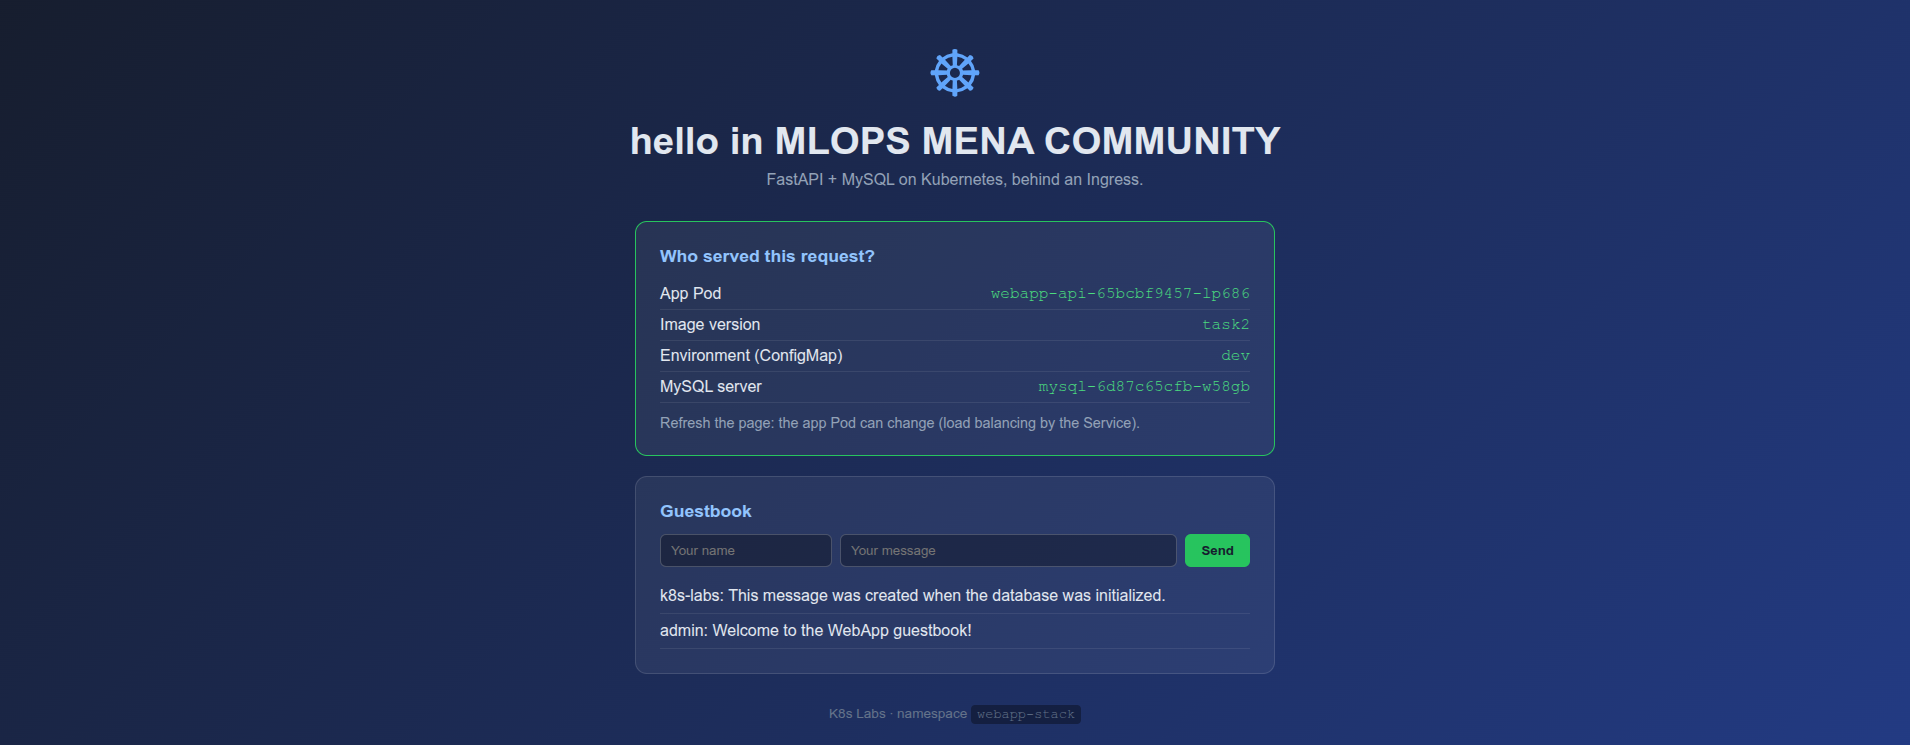 hello in MLOPS MENA COMMUNITY
FastAPI + MySQL on Kubernetes, behind an Ingress.
Who served this request?
App Pod webapp-api-65bcbf9457-lp686
Image version task2
Environment (ConfigMap) dev
MySQL server mysql-6d87c65cfb-w58gb
Refresh the page: the app Pod can change (load balancing by the Service).
Guestbook
Your name Your message Send
k8s-labs: This message was created when the database was initialized.
admin: Welcome to the WebApp guestbook!
K8s Labs · namespace webapp-stack